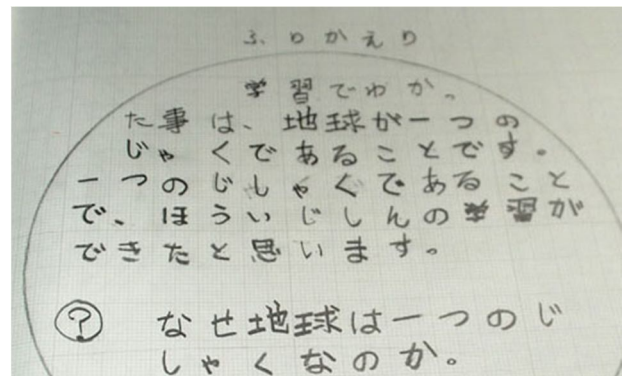 ふりかえり
学習でわかっ
た事は、地球が一つの
じゃくであることです。
一つのじしゃくであること
で、ほういじしんの学習が
できたと思います。
? なぜ地球は一つのじ
しゃくなのか。